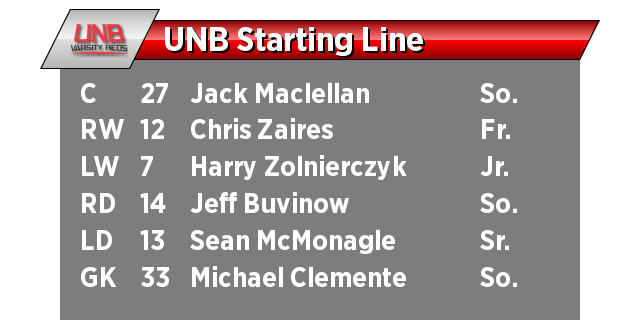 UNB
VARSITY REDS
UNB Starting Line
C 27 Jack Maclellan So.
RW 12 Chris Zaires Fr.
LW 7 Harry Zolnierczyk Jr.
RD 14 Jeff Buvinow So.
LD 13 Sean McMonagle Sr.
GK 33 Michael Clemente So.